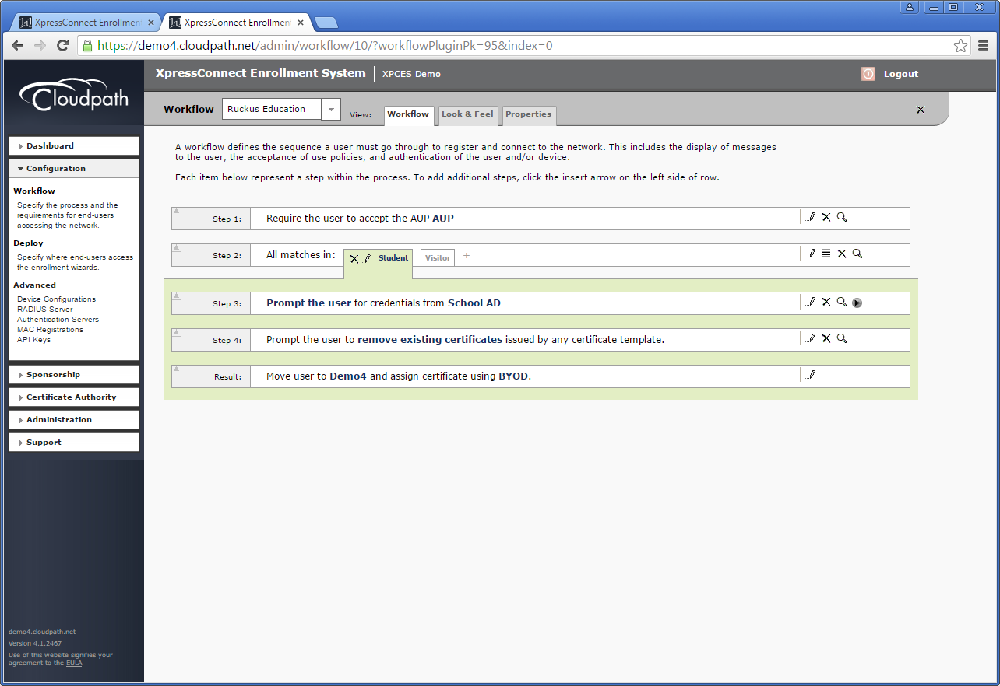 XpressConnect Enrollment
XpressConnect Enrollment
https://demo4.cloudpath.net/admin/workflow/10/?workflowPluginPk=95&index=0
Cloudpath
XpressConnect Enrollment System
XPCES Demo
Logout
Workflow
Ruckus Education
View:
Workflow
Look & Feel
Properties
Dashboard
Configuration
Workflow
Specify the process and the
requirements for end-users
accessing the network.
Deploy
Specify where end-users access
the enrollment wizards.
Advanced
Device Configurations
RADIUS Server
Authentication Servers
MAC Registrations
API Keys
Sponsorship
Certificate Authority
Administration
Support
demo4.cloudpath.net
Version 4.1.2467
Use of this website signifies your
agreement to the EULA
A workflow defines the sequence a user must go through to register and connect to the network. This includes the display of messages
to the user, the acceptance of use policies, and authentication of the user and/or device.
Each item below represent a step within the process. To add additional steps, click the insert arrow on the left side of row.
Step 1: Require the user to accept the AUP AUP
Step 2: All matches in: Student Visitor +
Step 3: Prompt the user for credentials from School AD
Step 4: Prompt the user to remove existing certificates issued by any certificate template.
Result: Move user to Demo4 and assign certificate using BYOD.